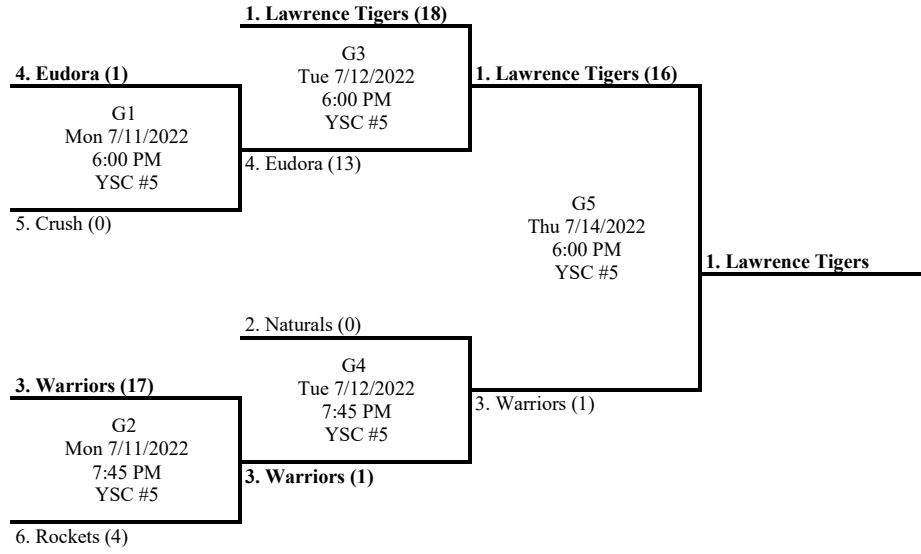 1. Lawrence Tigers (18)
G3
Tue 7/12/2022
6:00 PM
YSC #5
4. Eudora (1)
1. Lawrence Tigers (16)
G1
Mon 7/11/2022
6:00 PM
YSC #5
4. Eudora (13)
5. Crush (0)
G5
Thu 7/14/2022
6:00 PM
YSC #5
1. Lawrence Tigers
2. Naturals (0)
G4
Tue 7/12/2022
7:45 PM
YSC #5
3. Warriors (17)
3. Warriors (1)
G2
Mon 7/11/2022
7:45 PM
YSC #5
3. Warriors (1)
6. Rockets (4)